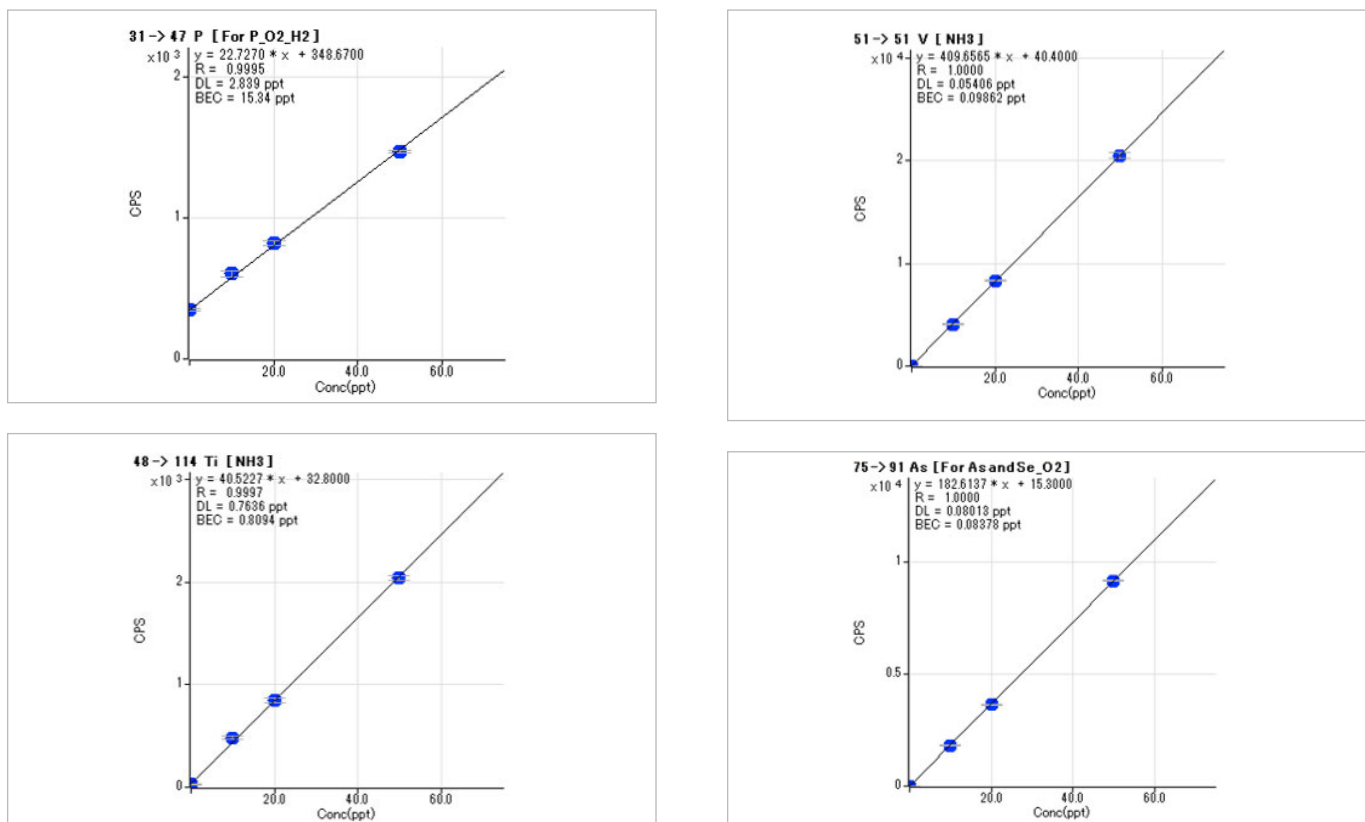 31 -> 47 P [For P_O2_H2]
x10 3
y = 22.7270 * x + 348.6700
R = 0.9995
DL = 2.839 ppt
BEC = 15.34 ppt
2
1
0
CPS
20.0 40.0 60.0
Conc(ppt)
51 -> 51 V [NH3]
x10 4
y = 409.6565 * x + 40.4000
R = 1.0000
DL = 0.05406 ppt
BEC = 0.09862 ppt
2
1
0
CPS
20.0 40.0 60.0
Conc(ppt)
48 -> 114 Ti [NH3]
x10 3
y = 40.5227 * x + 32.8000
R = 0.9997
DL = 0.7636 ppt
BEC = 0.8094 ppt
2
1
0
CPS
20.0 40.0 60.0
Conc(ppt)
75 -> 91 As [For As and Se_O2]
x10 4
y = 182.6137 * x + 15.3000
R = 1.0000
DL = 0.08013 ppt
BEC = 0.08378 ppt
1
0.5
0
CPS
20.0 40.0 60.0
Conc(ppt)